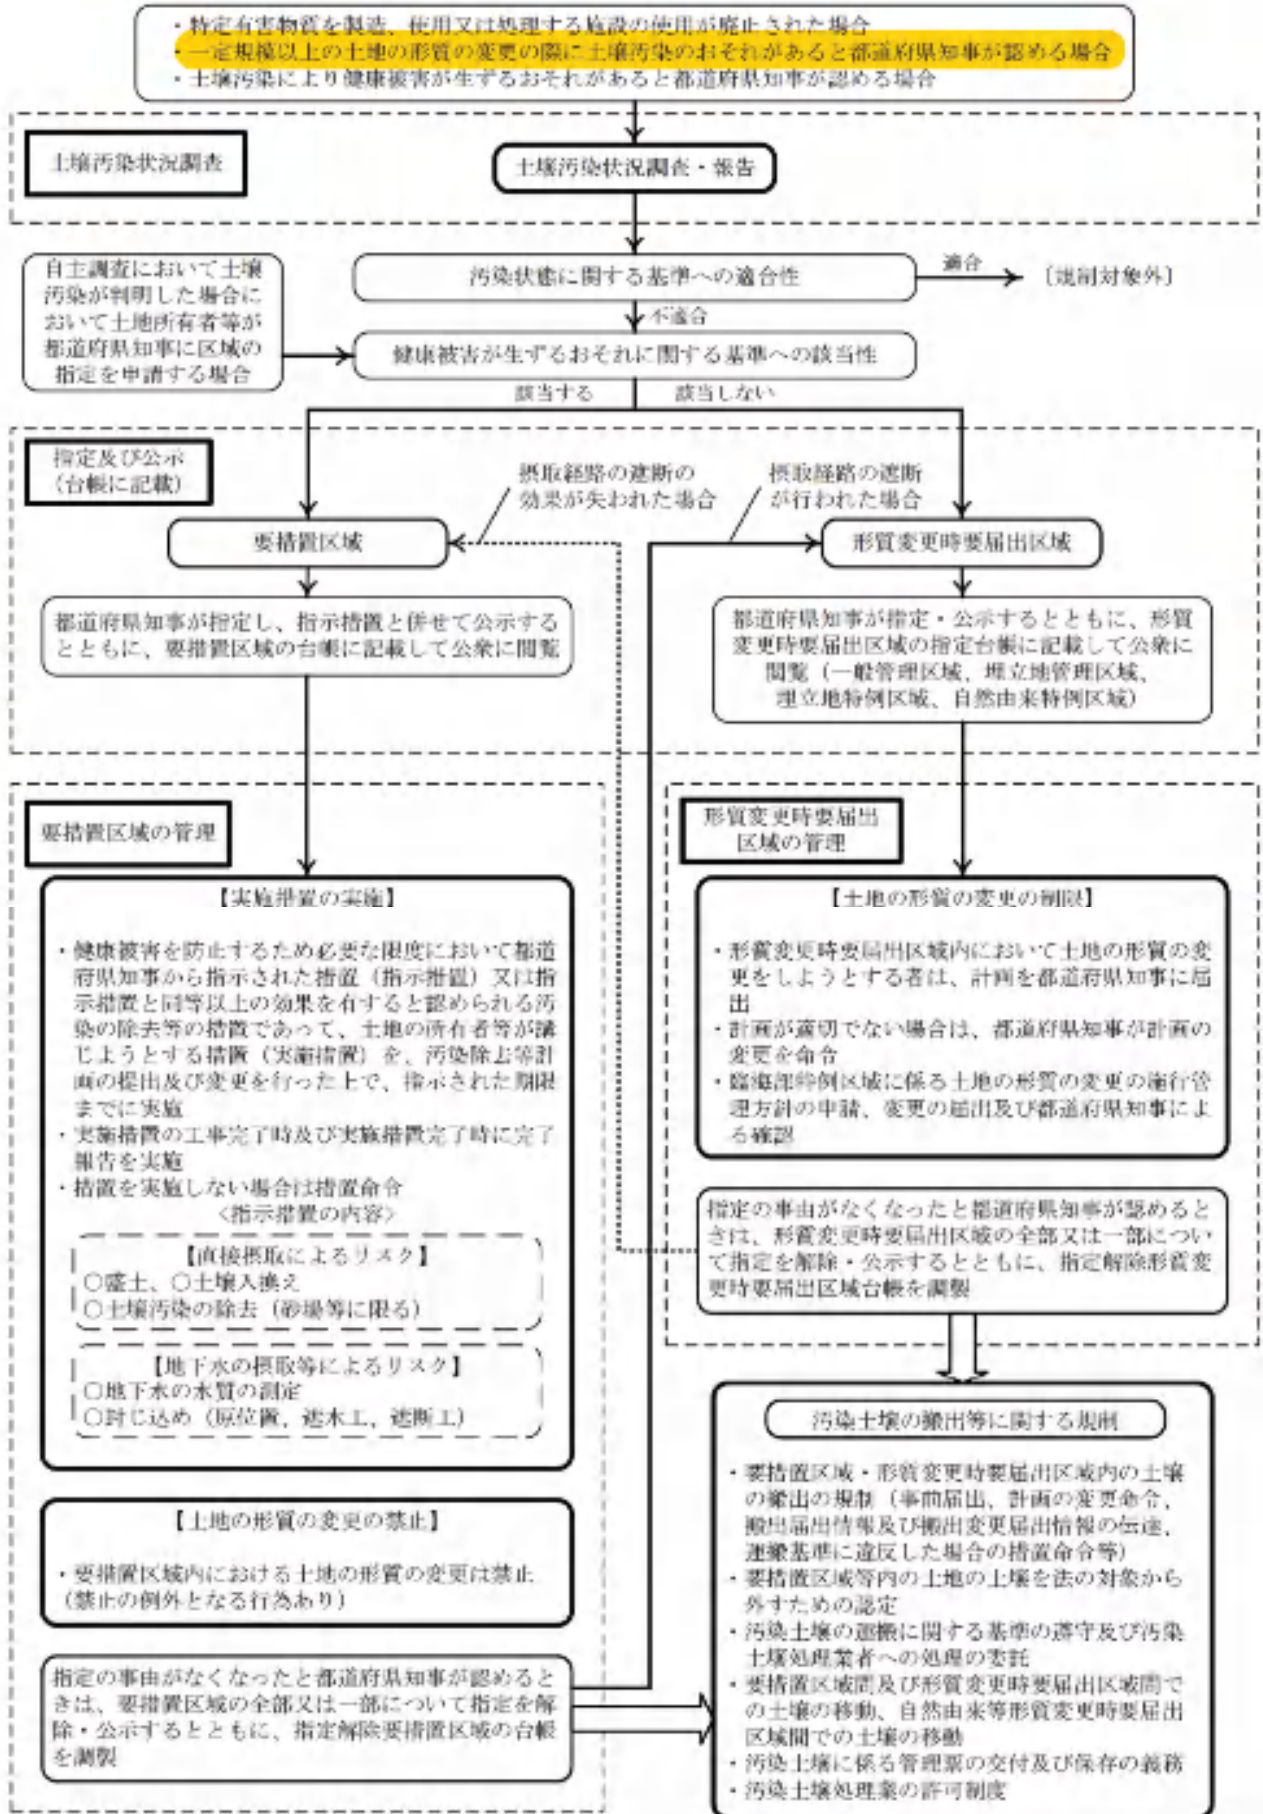 ・特定有害物質を製造、使用又は処理する施設の使用が廃止された場合
・一定規模以上の土地の形質の変更の際に土壌汚染のおそれがあると都道府県知事が認める場合
・土壌汚染により健康被害が生ずるおそれがあると都道府県知事が認める場合
土壌汚染状況調査
土壌汚染状況調査・報告
自主調査において土壌
汚染が判明した場合に
おいて土地所有者等が
都道府県知事に区域の
指定を申請する場合
汚染状態に関する基準への適合性
適合
〔規制対象外〕
不適合
健康被害が生ずるおそれに関する基準への該当性
該当する
該当しない
指定及び公示
(台帳に記載)
摂取経路の遮断の
効果が失われた場合
摂取経路の遮断
が行われた場合
要措置区域
形質変更時要届出区域
都道府県知事が指定し、指示措置と併せて公示する
とともに、要措置区域の台帳に記載して公衆に閲覧
都道府県知事が指定・公示するとともに、形質
変更時要届出区域の指定台帳に記載して公衆に
閲覧(一般管理区域、埋立地管理区域、
埋立地特例区域、自然由来特例区域)
要措置区域の管理
【実施措置の実施】
・健康被害を防止するため必要な限度において都道
府県知事から指示された措置(指示措置)又は指
示措置と同等以上の効果を有すると認められる汚
染の除去等の措置であって、土地の所有者等が講
じようとする措置(実施措置)を、汚染除去等計
画の提出及び変更を行った上で、指示された期限
までに実施
・実施措置の工事完了時及び実施措置完了時に完了
報告を実施
・措置を実施しない場合は措置命令
<指示措置の内容>
【直接摂取によるリスク】
○盛土、○土壌入換え
○土壌汚染の除去(砂場等に限る)
【地下水の摂取等によるリスク】
○地下水の水質の測定
○封じ込め(原位置、遮水工、遮断工)
【土地の形質の変更の禁止】
・要措置区域内における土地の形質の変更は禁止
(禁止の例外となる行為あり)
指定の事由がなくなったと都道府県知事が認めると
きは、要措置区域の全部又は一部について指定を解
除・公示するとともに、指定解除要措置区域の台帳
を調製
形質変更時要届出
区域の管理
【土地の形質の変更の制限】
・形質変更時要届出区域内において土地の形質の変
更をしようとする者は、計画を都道府県知事に届
出
・計画が適切でない場合は、都道府県知事が計画の
変更を命令
・臨海部特例区域に係る土地の形質の変更の施行管
理方針の申請、変更の届出及び都道府県知事によ
る確認
指定の事由がなくなったと都道府県知事が認めると
きは、形質変更時要届出区域の全部又は一部につい
て指定を解除・公示するとともに、指定解除形質変
更時要届出区域台帳を調製
汚染土壌の搬出等に関する規制
・要措置区域・形質変更時要届出区域内の土壌
の搬出の規制(事前届出、計画の変更命令、
搬出届出情報及び搬出変更届出情報の伝達、
運搬基準に違反した場合の措置命令等)
・要措置区域等内の土地の土壌を法の対象から
外すための認定
・汚染土壌の運搬に関する基準の遵守及び汚染
土壌処理業者への処理の委託
・要措置区域間及び形質変更時要届出区域間で
の土壌の移動、自然由来等形質変更時要届出
区域間での土壌の移動
・汚染土壌に係る管理票の交付及び保存の義務
・汚染土壌処理業の許可制度